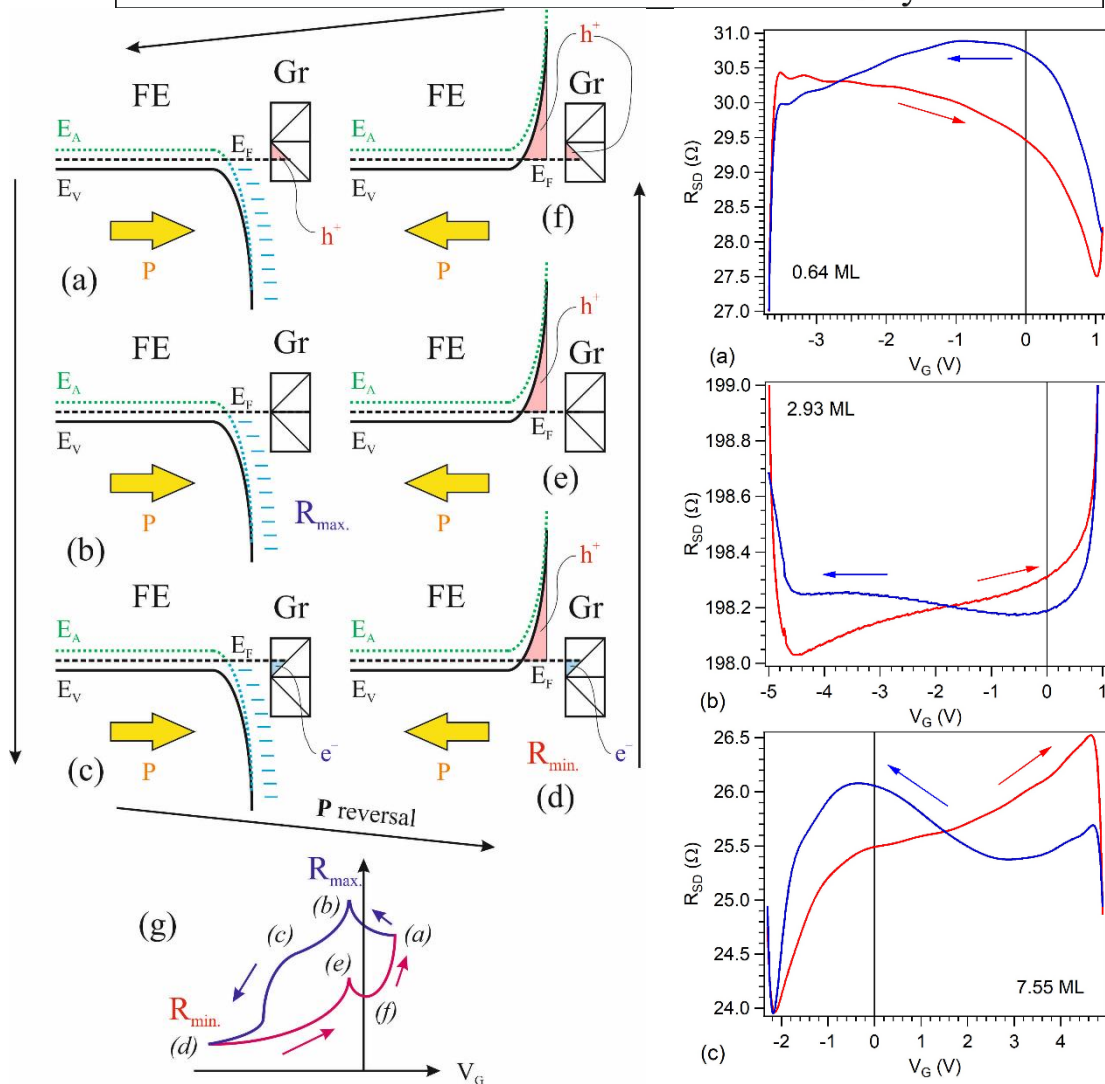 y
FE
Gr
E_A
E_F
E_V
h⁺
P
(a)
FE
h⁺
Gr
E_A
E_F
E_V
(f)
P
FE
Gr
E_A
E_F
E_V
P
R_max.
(b)
FE
h⁺
Gr
E_A
E_F
E_V
(e)
P
FE
Gr
E_A
E_F
E_V
P
e⁻
(c)
FE
h⁺
Gr
E_A
E_F
E_V
e⁻
P
R_min.
(d)
P reversal
(g)
R_max.
(b)
(c)
(a)
(e)
(f)
R_min.
(d)
V_G
31.0
30.5
30.0
29.5
29.0
28.5
28.0
27.5
27.0
R_SD (Ω)
0.64 ML
-3 -2 -1 0 1
(a) V_G (V)
199.0
198.8
198.6
198.4
198.2
198.0
R_SD (Ω)
2.93 ML
-5 -4 -3 -2 -1 0 1
(b) V_G (V)
26.5
26.0
25.5
25.0
24.5
24.0
R_SD (Ω)
7.55 ML
-2 -1 0 1 2 3 4
(c) V_G (V)